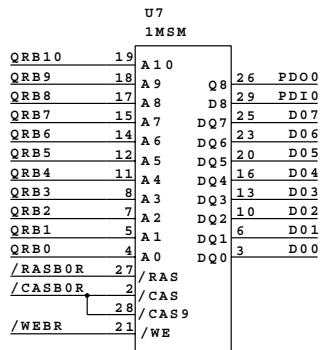 U7
1MSM
QRB10 19 A10
QRB9 18 A9 Q8 26 PDO0
QRB8 17 A8 D8 29 PDI0
QRB7 15 A7 DQ7 25 D07
QRB6 14 A6 DQ6 23 D06
QRB5 12 A5 DQ5 20 D05
QRB4 11 A4 DQ4 16 D04
QRB3 8 A3 DQ3 13 D03
QRB2 7 A2 DQ2 10 D02
QRB1 5 A1 DQ1 6 D01
QRB0 4 A0 DQ0 3 D00
/RASB0R 27 /RAS
/CASB0R 2 /CAS
28 /CAS9
/WEBR 21 /WE